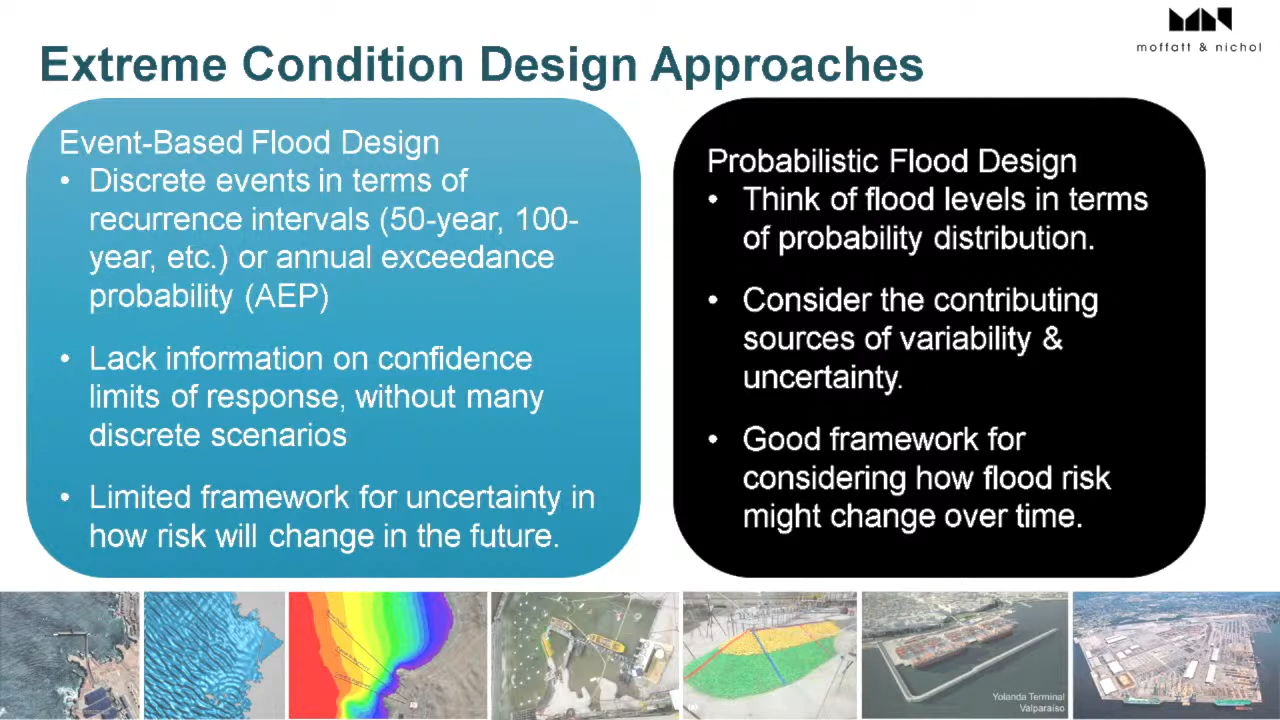 moffatt & nichol
Extreme Condition Design Approaches
Event-Based Flood Design
• Discrete events in terms of
recurrence intervals (50-year, 100-
year, etc.) or annual exceedance
probability (AEP)
• Lack information on confidence
limits of response, without many
discrete scenarios
• Limited framework for uncertainty in
how risk will change in the future.
Probabilistic Flood Design
• Think of flood levels in terms
of probability distribution.
• Consider the contributing
sources of variability &
uncertainty.
• Good framework for
considering how flood risk
might change over time.
Yolanda Terminal
Valparaiso